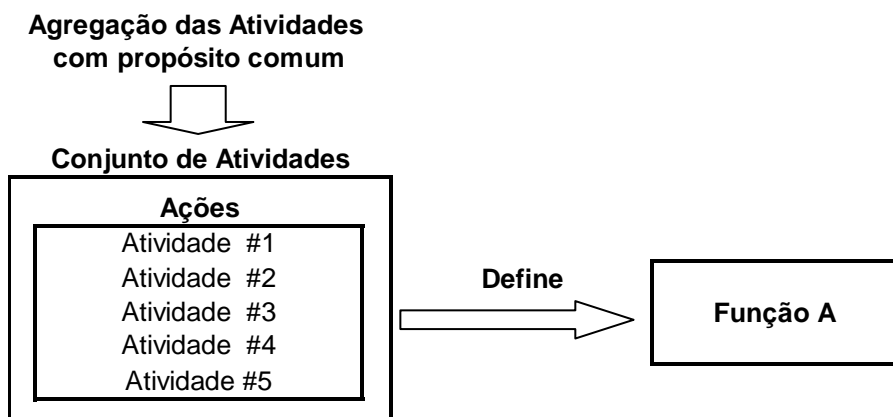 Agregação das Atividades
com propósito comum
Conjunto de Atividades
Ações
Atividade #1
Atividade #2
Atividade #3
Atividade #4
Atividade #5
Define
Função A